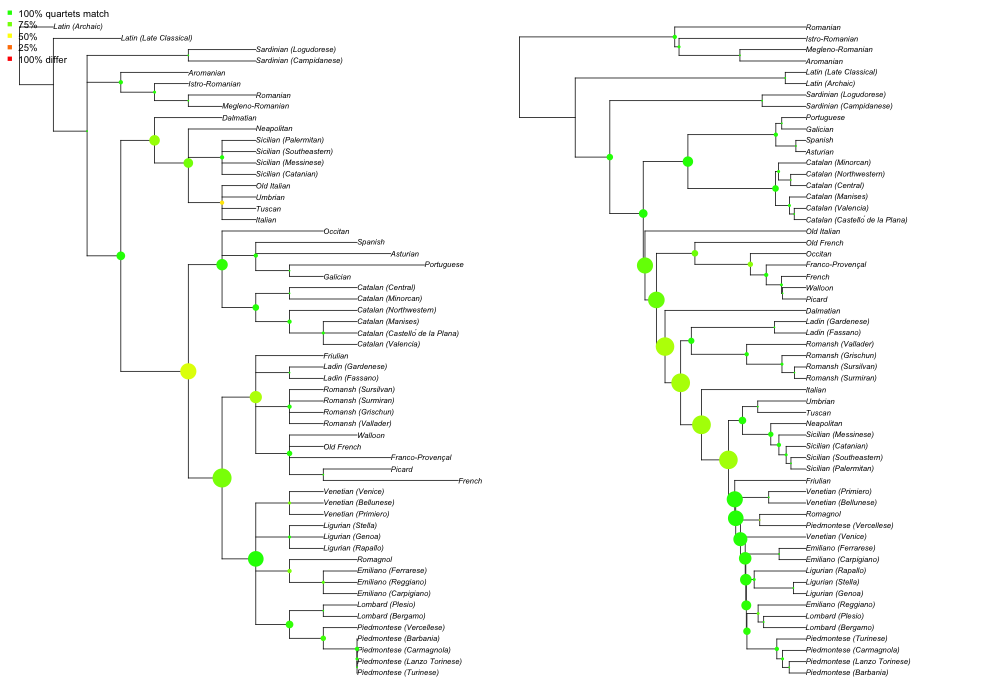 100% quartets match
75%
50%
25%
100% differ
Latin (Archaic)
Latin (Late Classical)
Sardinian (Logudorese)
Sardinian (Campidanese)
Aromanian
Istro-Romanian
Romanian
Megleno-Romanian
Dalmatian
Neapolitan
Sicilian (Palermitan)
Sicilian (Southeastern)
Sicilian (Messinese)
Sicilian (Catanian)
Old Italian
Umbrian
Tuscan
Italian
Occitan
Spanish
Asturian
Portuguese
Galician
Catalan (Central)
Catalan (Minorcan)
Catalan (Northwestern)
Catalan (Manises)
Catalan (Castello de la Plana)
Catalan (Valencia)
Friulian
Ladin (Gardenese)
Ladin (Fassano)
Romansh (Sursilvan)
Romansh (Surmiran)
Romansh (Grischun)
Romansh (Vallader)
Walloon
Old French
Franco-Provençal
Picard
French
Venetian (Venice)
Venetian (Bellunese)
Venetian (Primiero)
Ligurian (Stella)
Ligurian (Genoa)
Ligurian (Rapallo)
Romagnol
Emiliano (Ferrarese)
Emiliano (Reggiano)
Emiliano (Carpigiano)
Lombard (Plesio)
Lombard (Bergamo)
Piedmontese (Vercellese)
Piedmontese (Barbania)
Piedmontese (Carmagnola)
Piedmontese (Lanzo Torinese)
Piedmontese (Turinese)
Romanian
Istro-Romanian
Megleno-Romanian
Aromanian
Latin (Late Classical)
Latin (Archaic)
Sardinian (Logudorese)
Sardinian (Campidanese)
Portuguese
Galician
Spanish
Asturian
Catalan (Minorcan)
Catalan (Northwestern)
Catalan (Central)
Catalan (Manises)
Catalan (Valencia)
Catalan (Castello de la Plana)
Old Italian
Old French
Occitan
Franco-Provençal
French
Walloon
Picard
Dalmatian
Ladin (Gardenese)
Ladin (Fassano)
Romansh (Vallader)
Romansh (Grischun)
Romansh (Sursilvan)
Romansh (Surmiran)
Italian
Umbrian
Tuscan
Neapolitan
Sicilian (Messinese)
Sicilian (Catanian)
Sicilian (Southeastern)
Sicilian (Palermitan)
Friulian
Venetian (Primiero)
Venetian (Bellunese)
Romagnol
Piedmontese (Vercellese)
Venetian (Venice)
Emiliano (Ferrarese)
Emiliano (Carpigiano)
Ligurian (Rapallo)
Ligurian (Stella)
Ligurian (Genoa)
Emiliano (Reggiano)
Lombard (Plesio)
Lombard (Bergamo)
Piedmontese (Turinese)
Piedmontese (Carmagnola)
Piedmontese (Lanzo Torinese)
Piedmontese (Barbania)